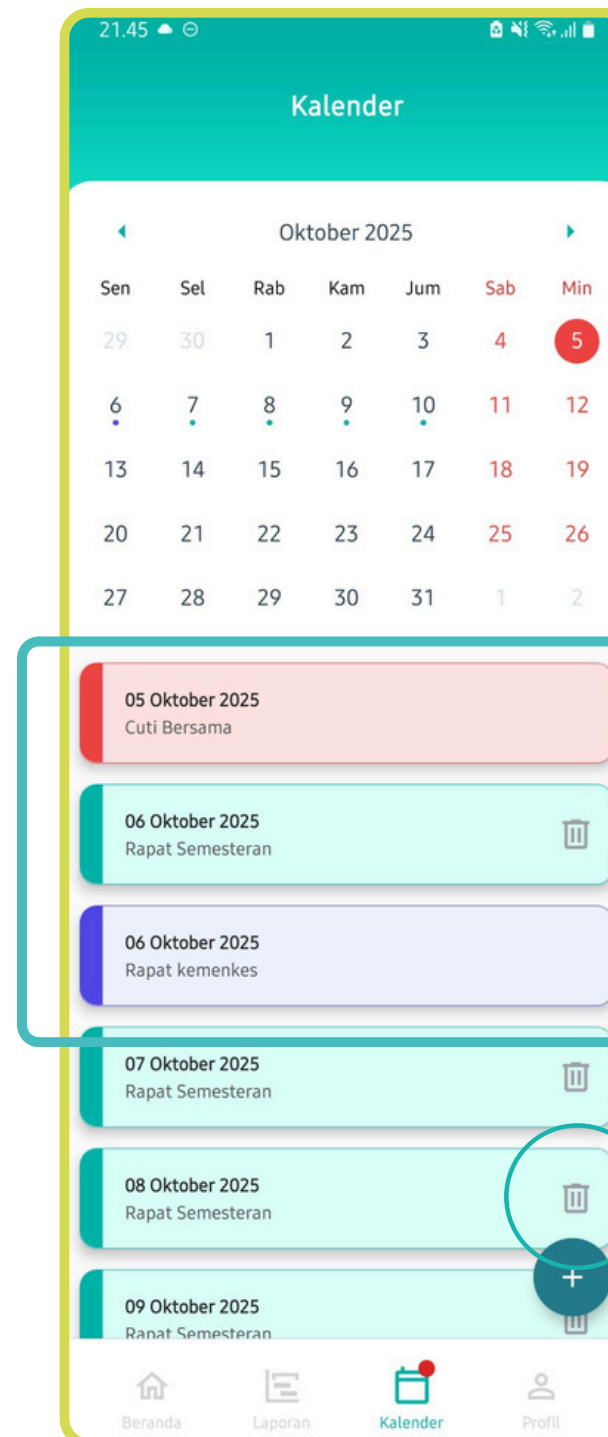 21.45
Kalender
Oktober 2025
Sen Sel Rab Kam Jum Sab Min
29 30 1 2 3 4 5
6 7 8 9 10 11 12
13 14 15 16 17 18 19
20 21 22 23 24 25 26
27 28 29 30 31 1 2
05 Oktober 2025
Cuti Bersama
06 Oktober 2025
Rapat Semesteran
06 Oktober 2025
Rapat kemenkes
07 Oktober 2025
Rapat Semesteran
08 Oktober 2025
Rapat Semesteran
+
09 Oktober 2025
Rapat Semesteran
Beranda Laporan Kalender Profil